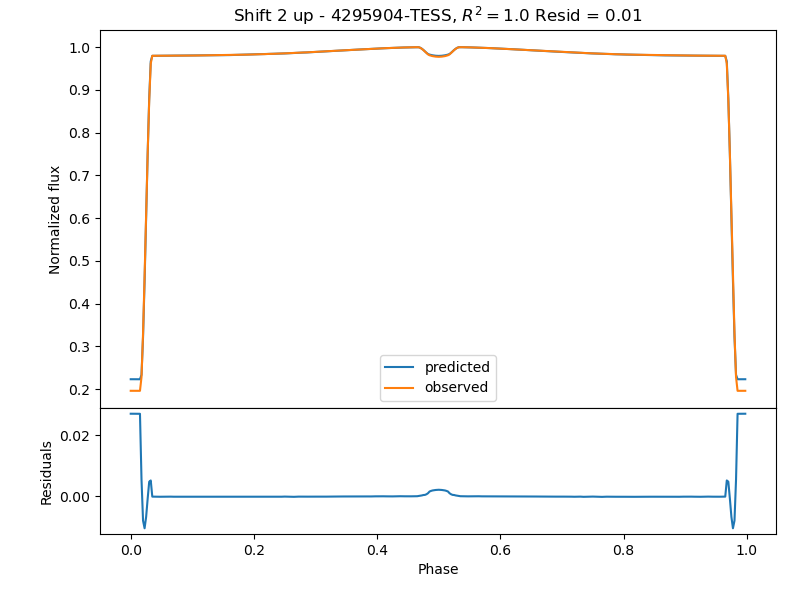 Shift 2 up - 4295904-TESS, R² = 1.0 Resid = 0.01
1.0
0.9
0.8
0.7
0.6
0.5
0.4
0.3
0.2
Normalized flux
predicted
observed
0.02
0.00
Residuals
0.0 0.2 0.4 0.6 0.8 1.0
Phase